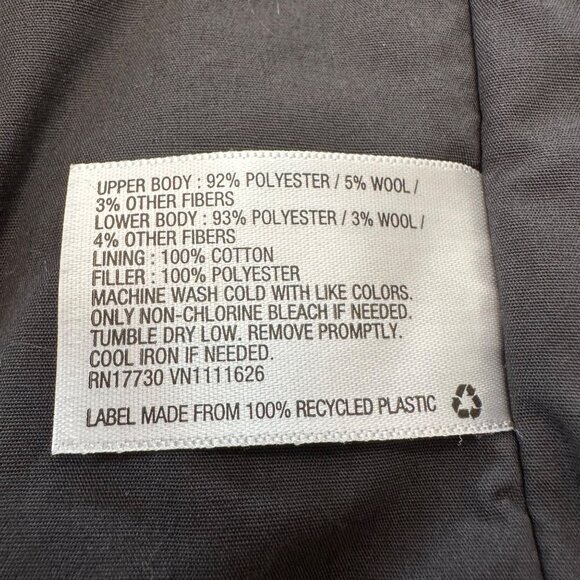 UPPER BODY : 92% POLYESTER / 5% WOOL /
3% OTHER FIBERS
LOWER BODY : 93% POLYESTER / 3% WOOL /
4% OTHER FIBERS
LINING : 100% COTTON
FILLER : 100% POLYESTER
MACHINE WASH COLD WITH LIKE COLORS.
ONLY NON-CHLORINE BLEACH IF NEEDED.
TUMBLE DRY LOW. REMOVE PROMPTLY.
COOL IRON IF NEEDED.
RN17730 VN1111626
LABEL MADE FROM 100% RECYCLED PLASTIC